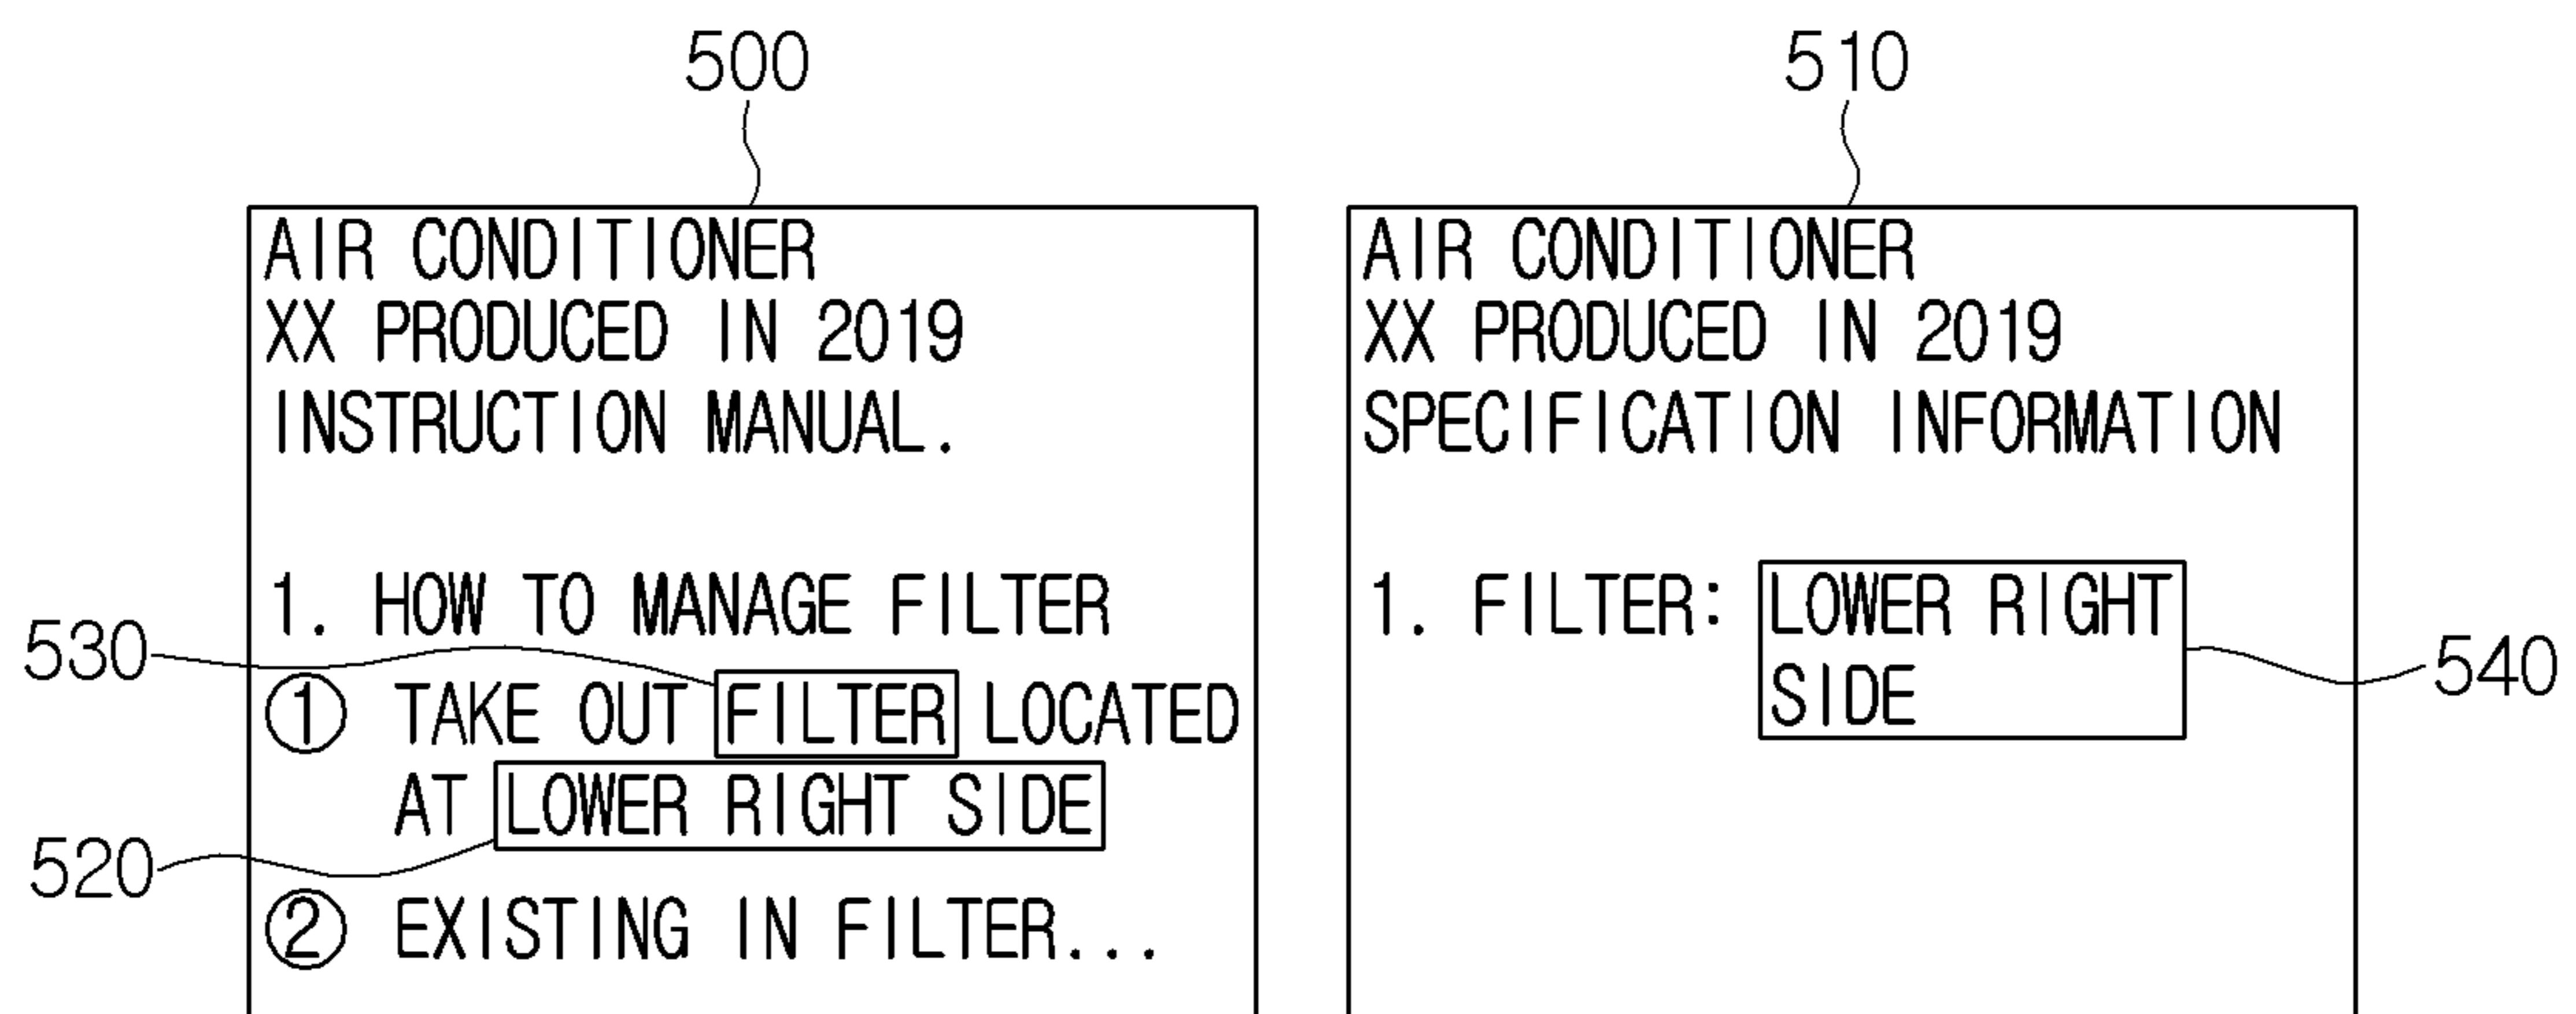 500
510
AIR CONDITIONER
XX PRODUCED IN 2019
INSTRUCTION MANUAL.
1. HOW TO MANAGE FILTER
530
① TAKE OUT FILTER LOCATED
AT LOWER RIGHT SIDE
520
② EXISTING IN FILTER...
AIR CONDITIONER
XX PRODUCED IN 2019
SPECIFICATION INFORMATION
1. FILTER: LOWER RIGHT
SIDE
540